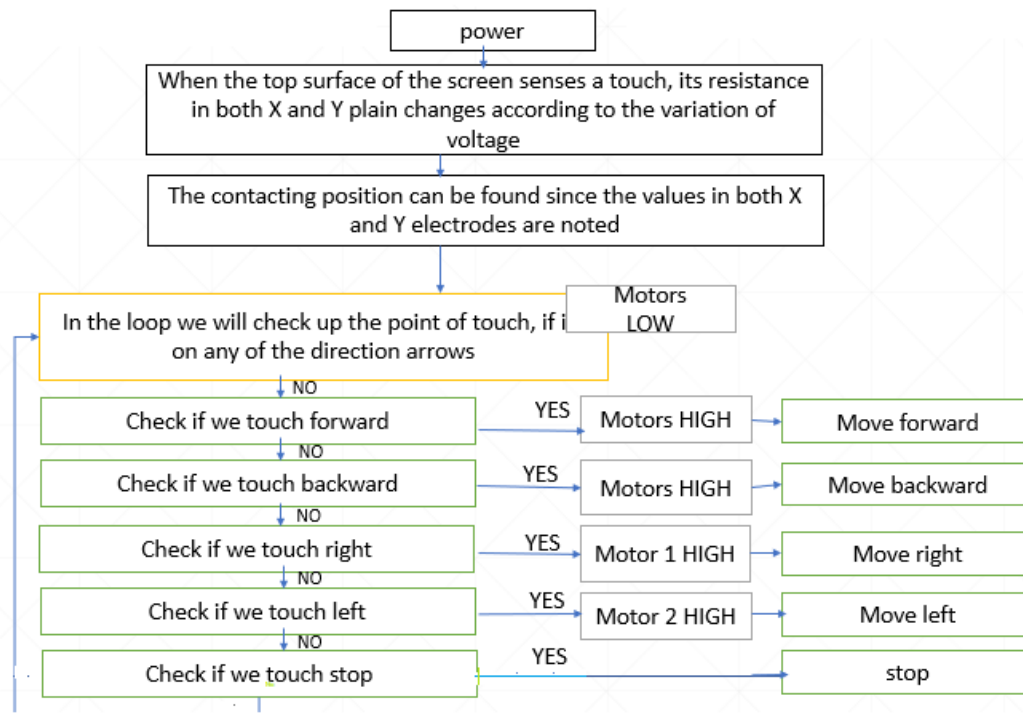 power
When the top surface of the screen senses a touch, its resistance
in both X and Y plain changes according to the variation of
voltage
The contacting position can be found since the values in both X
and Y electrodes are noted
Motors
LOW
In the loop we will check up the point of touch, if i
on any of the direction arrows
NO
Check if we touch forward
YES
Motors HIGH
Move forward
NO
Check if we touch backward
YES
Motors HIGH
Move backward
NO
Check if we touch right
YES
Motor 1 HIGH
Move right
NO
Check if we touch left
YES
Motor 2 HIGH
Move left
NO
Check if we touch stop
YES
stop